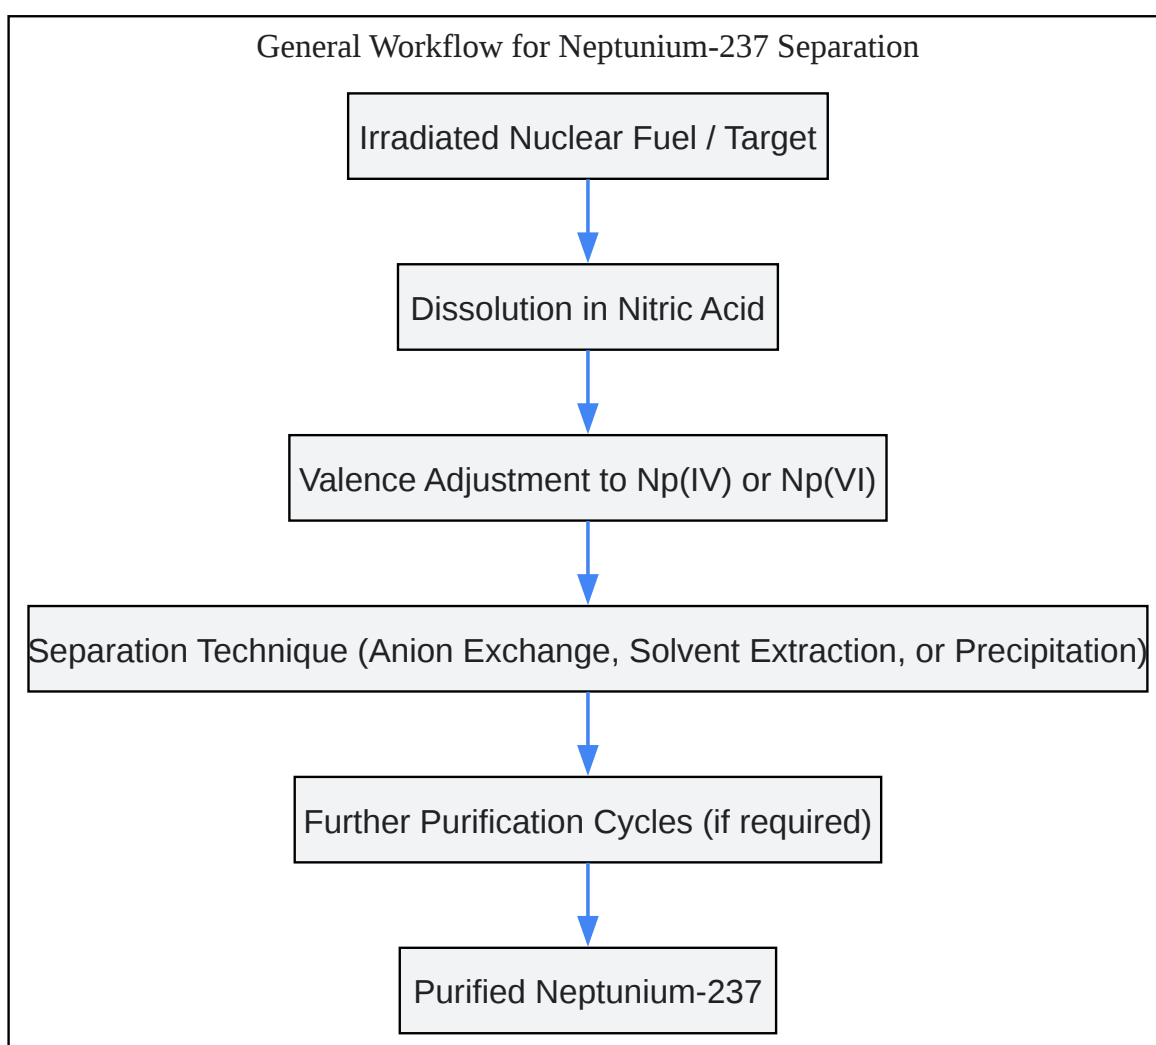 General Workflow for Neptunium-237 Separation
Irradiated Nuclear Fuel / Target
Dissolution in Nitric Acid
Valence Adjustment to Np(IV) or Np(VI)
Separation Technique (Anion Exchange, Solvent Extraction, or Precipitation)
Further Purification Cycles (if required)
Purified Neptunium-237